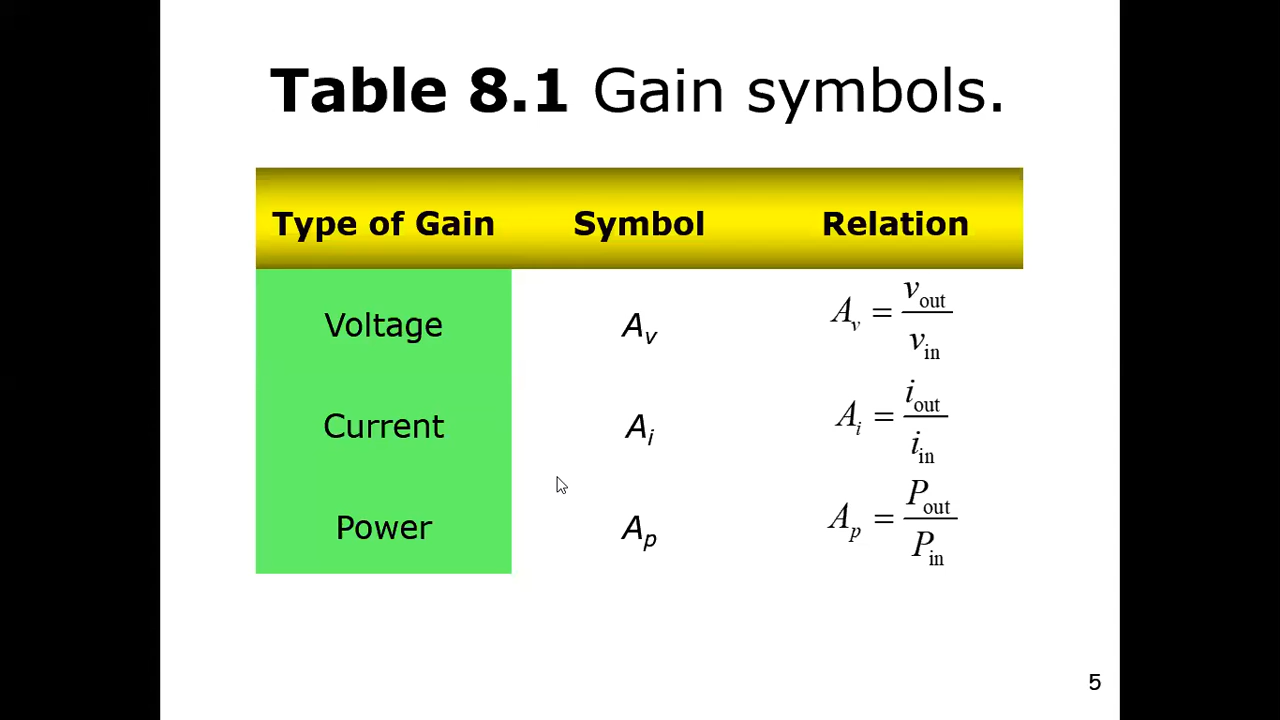 Table 8.1 Gain symbols.
Type of Gain Symbol Relation
Voltage A_v A_v = v_out / v_in
Current A_i A_i = i_out / i_in
Power A_p A_p = P_out / P_in
5